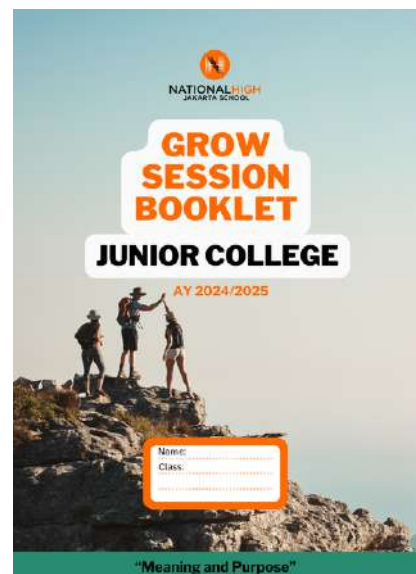 NATIONALHIGH
JAKARTA SCHOOL
GROW
SESSION
BOOKLET
JUNIOR COLLEGE
AY 2024/2025
Name:
Class:
"Meaning and Purpose"